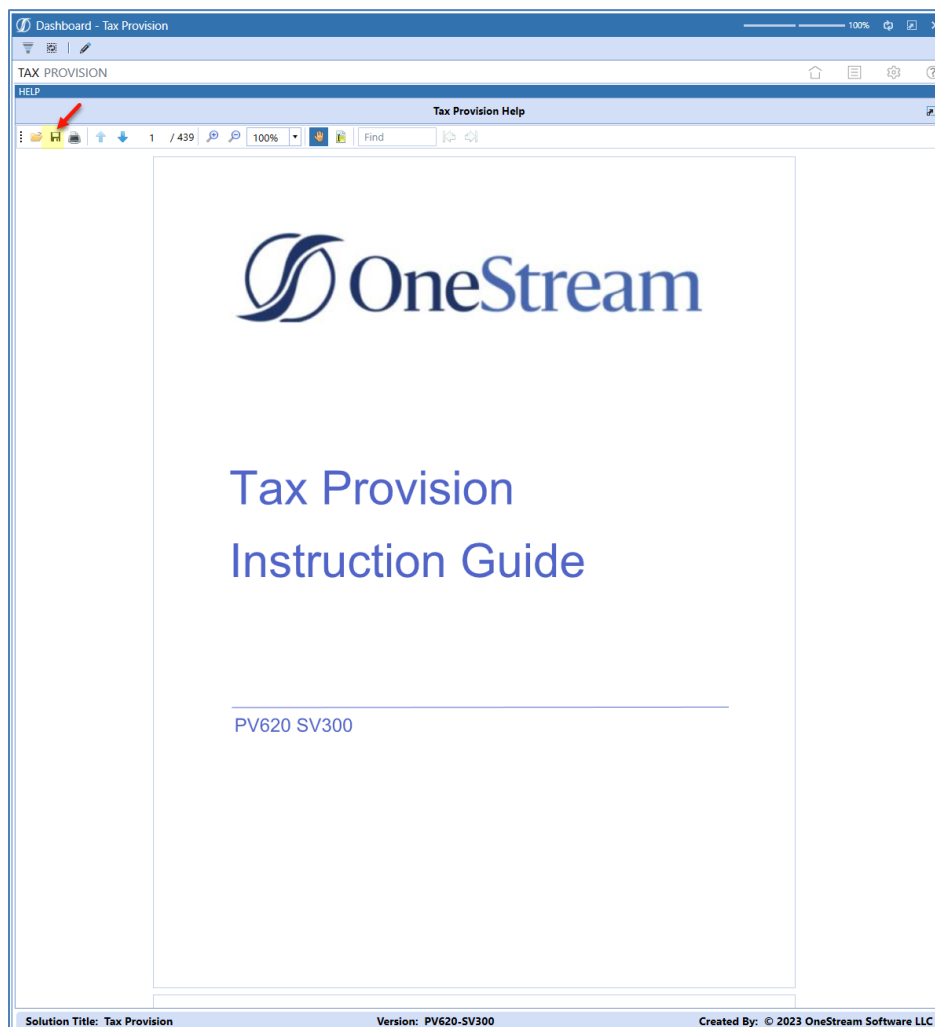 Dashboard - Tax Provision
100%
TAX PROVISION
HELP
Tax Provision Help
1 / 439 100% Find
OneStream
Tax Provision
Instruction Guide
PV620 SV300
Solution Title: Tax Provision Version: PV620-SV300 Created By: © 2023 OneStream Software LLC